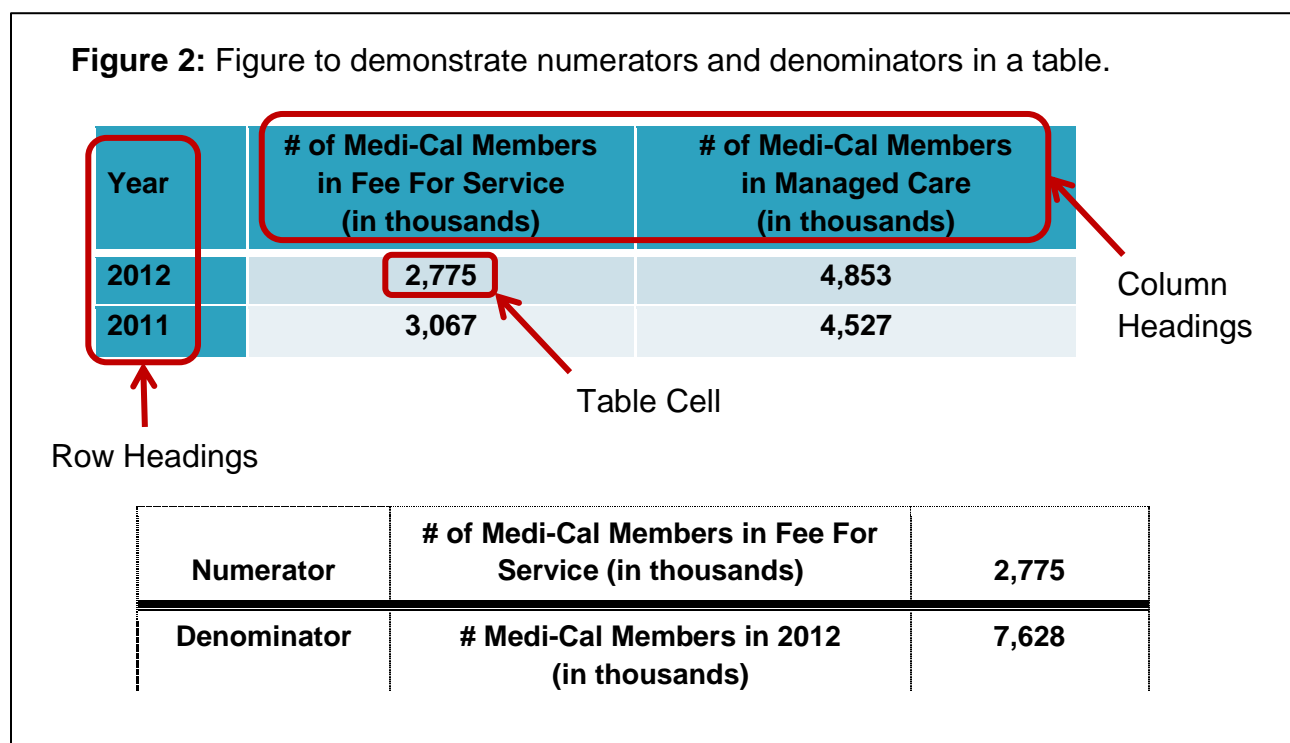 Figure 2: Figure to demonstrate numerators and denominators in a table.
Year
# of Medi-Cal Members
in Fee For Service
(in thousands)
# of Medi-Cal Members
in Managed Care
(in thousands)
2012
2,775
4,853
2011
3,067
4,527
Column
Headings
Table Cell
Row Headings
Numerator
# of Medi-Cal Members in Fee For
Service (in thousands)
2,775
Denominator
# Medi-Cal Members in 2012
(in thousands)
7,628